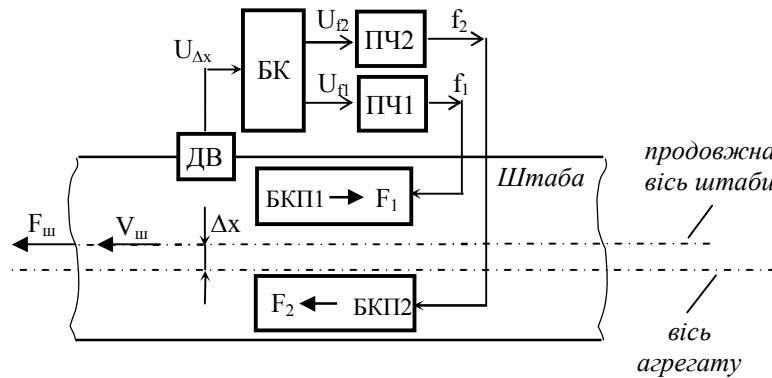 U_f2
ПЧ2
f_2
U_Δx
БК
U_f1
ПЧ1
f_1
ДВ
Штаба
продовжна
вісь штаби
БКП1 F_1
F_ш
V_ш
Δx
F_2 БКП2
вісь
агрегату